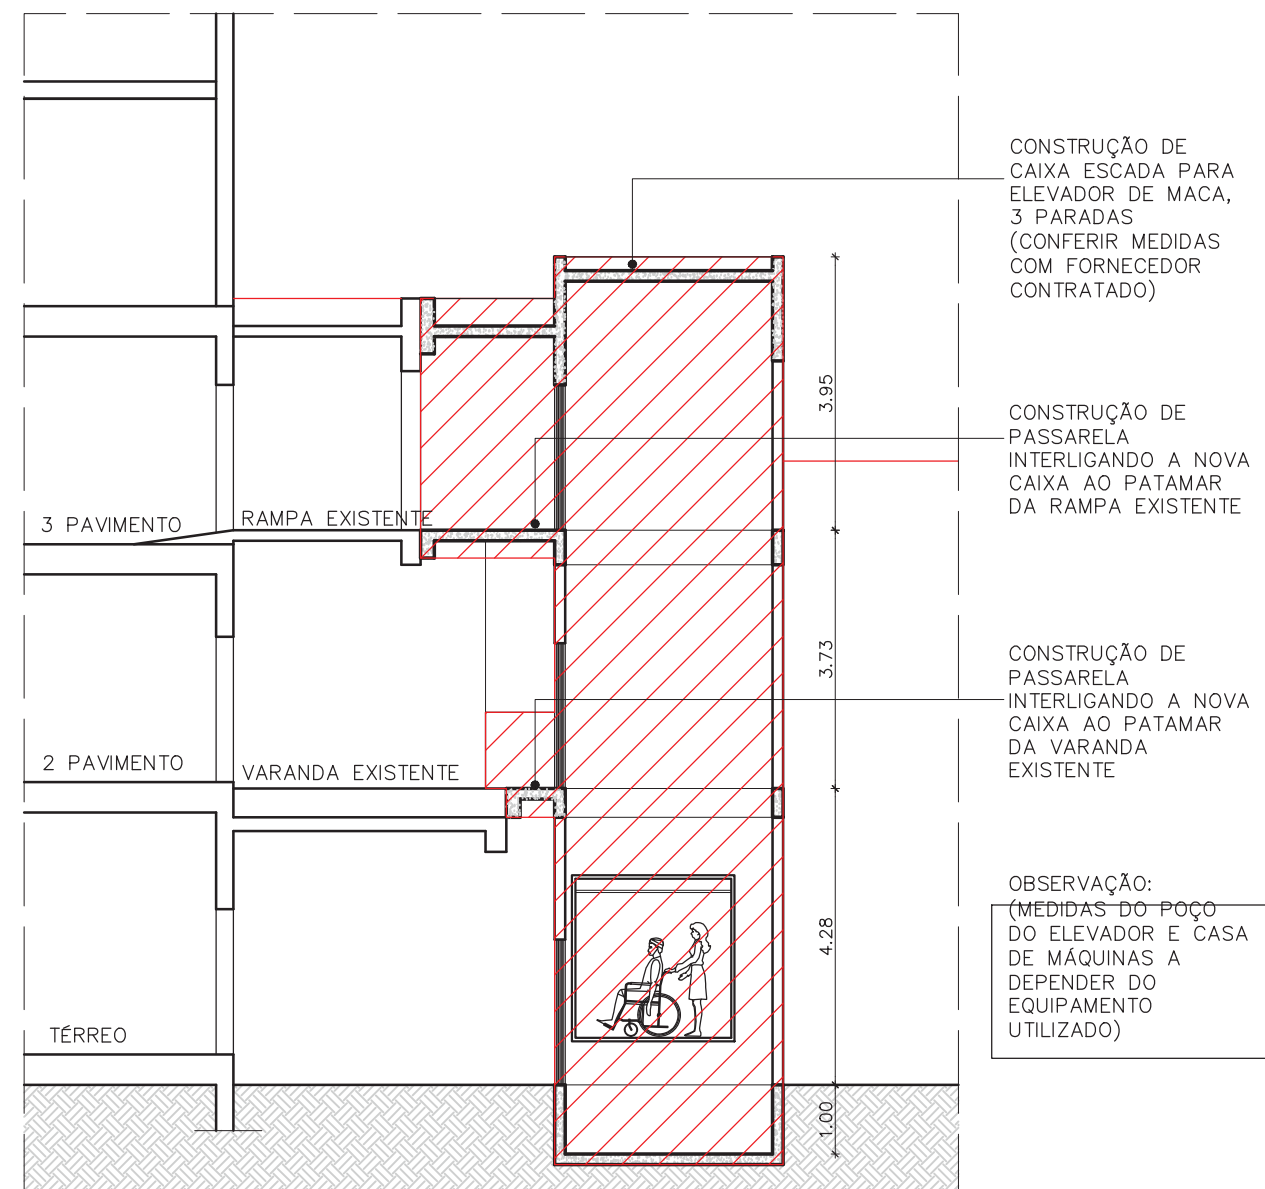 CONSTRUÇÃO DE
CAIXA ESCADA PARA
ELEVADOR DE MACA,
3 PARADAS
(CONFERIR MEDIDAS
COM FORNECEDOR
CONTRATADO)
3.95
CONSTRUÇÃO DE
PASSARELA
INTERLIGANDO A NOVA
CAIXA AO PATAMAR
DA RAMPA EXISTENTE
3 PAVIMENTO
RAMPA EXISTENTE
3.73
CONSTRUÇÃO DE
PASSARELA
INTERLIGANDO A NOVA
CAIXA AO PATAMAR
DA VARANDA
EXISTENTE
2 PAVIMENTO
VARANDA EXISTENTE
4.28
OBSERVAÇÃO:
(MEDIDAS DO POÇO
DO ELEVADOR E CASA
DE MÁQUINAS A
DEPENDER DO
EQUIPAMENTO
UTILIZADO)
TÉRREO
1.00